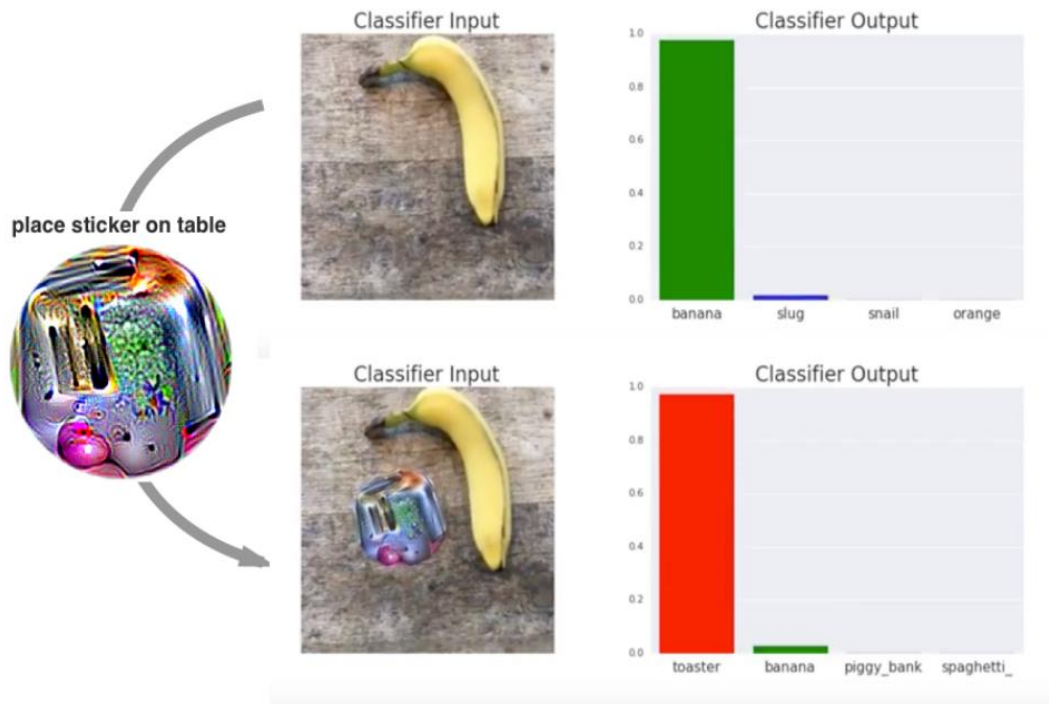 Classifier Input
Classifier Output
1.0
0.8
0.6
0.4
0.2
0.0
banana slug snail orange
place sticker on table
Classifier Input
Classifier Output
1.0
0.8
0.6
0.4
0.2
0.0
toaster banana piggy_bank spaghetti_